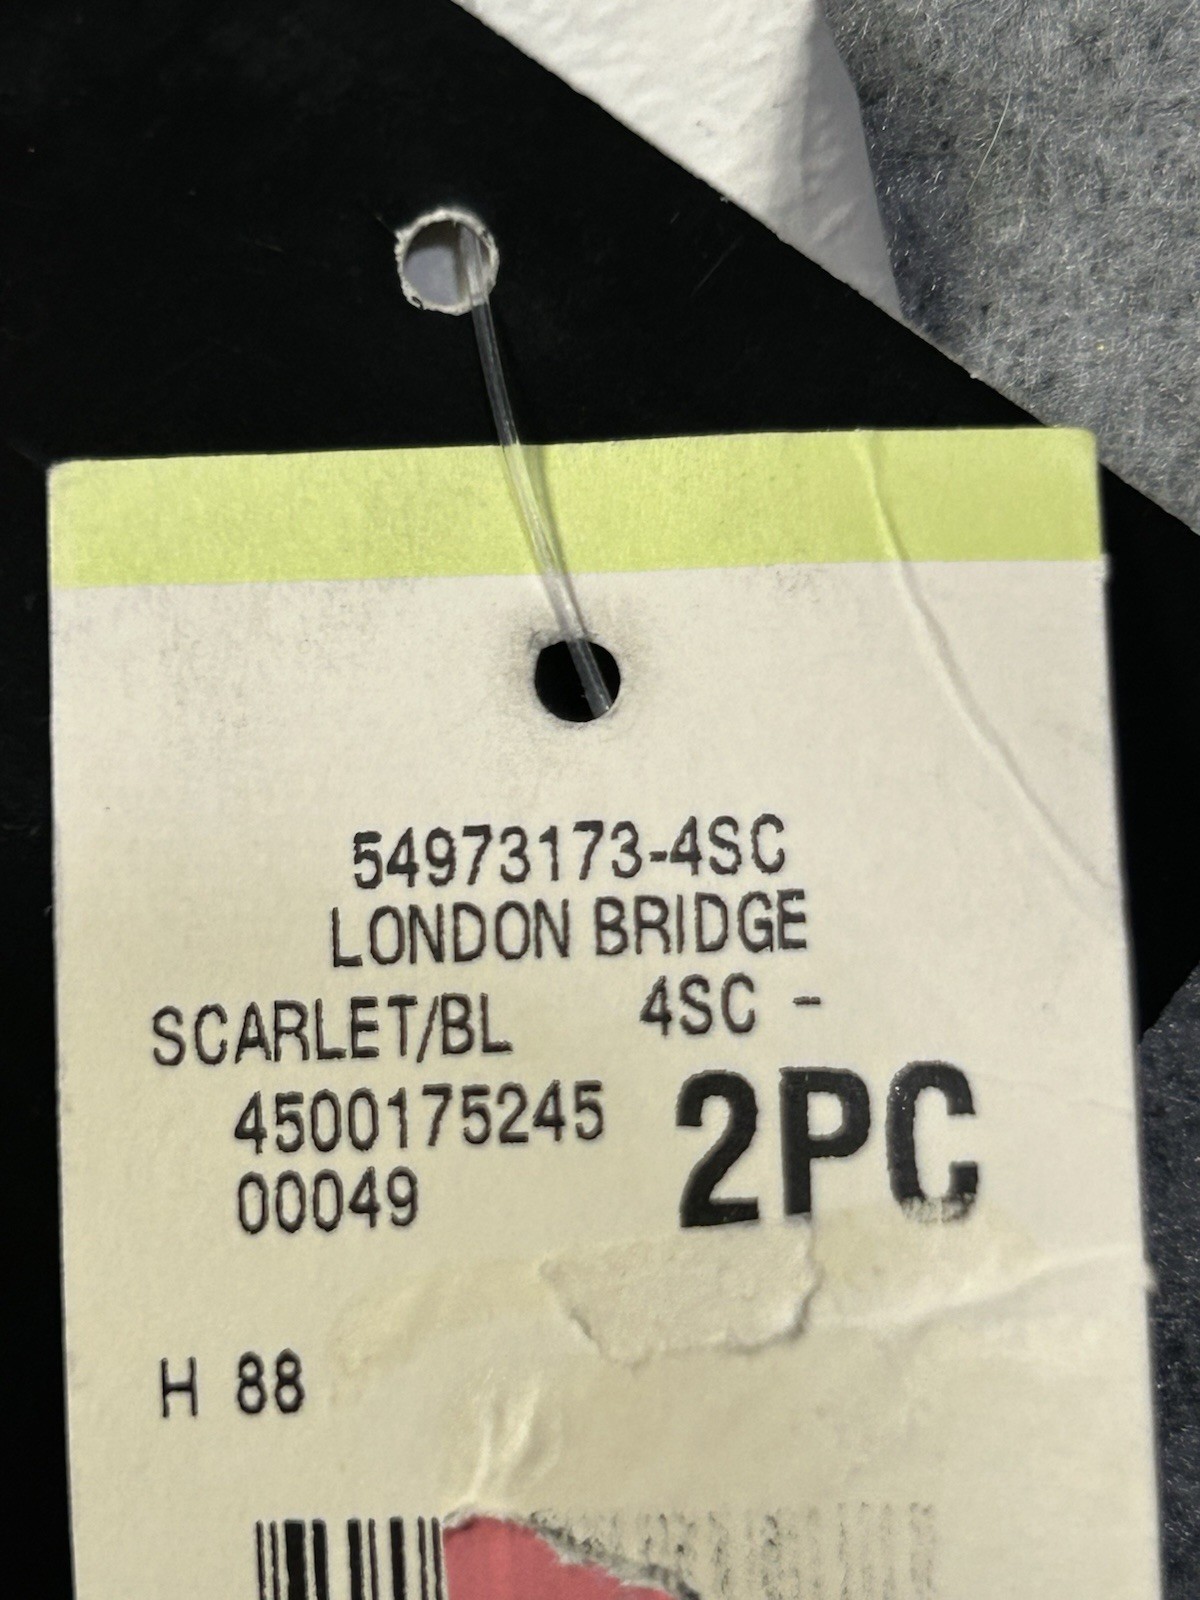 54973173-4SC
LONDON BRIDGE
SCARLET/BL 4SC -
4500175245 2PC
00049
H 88